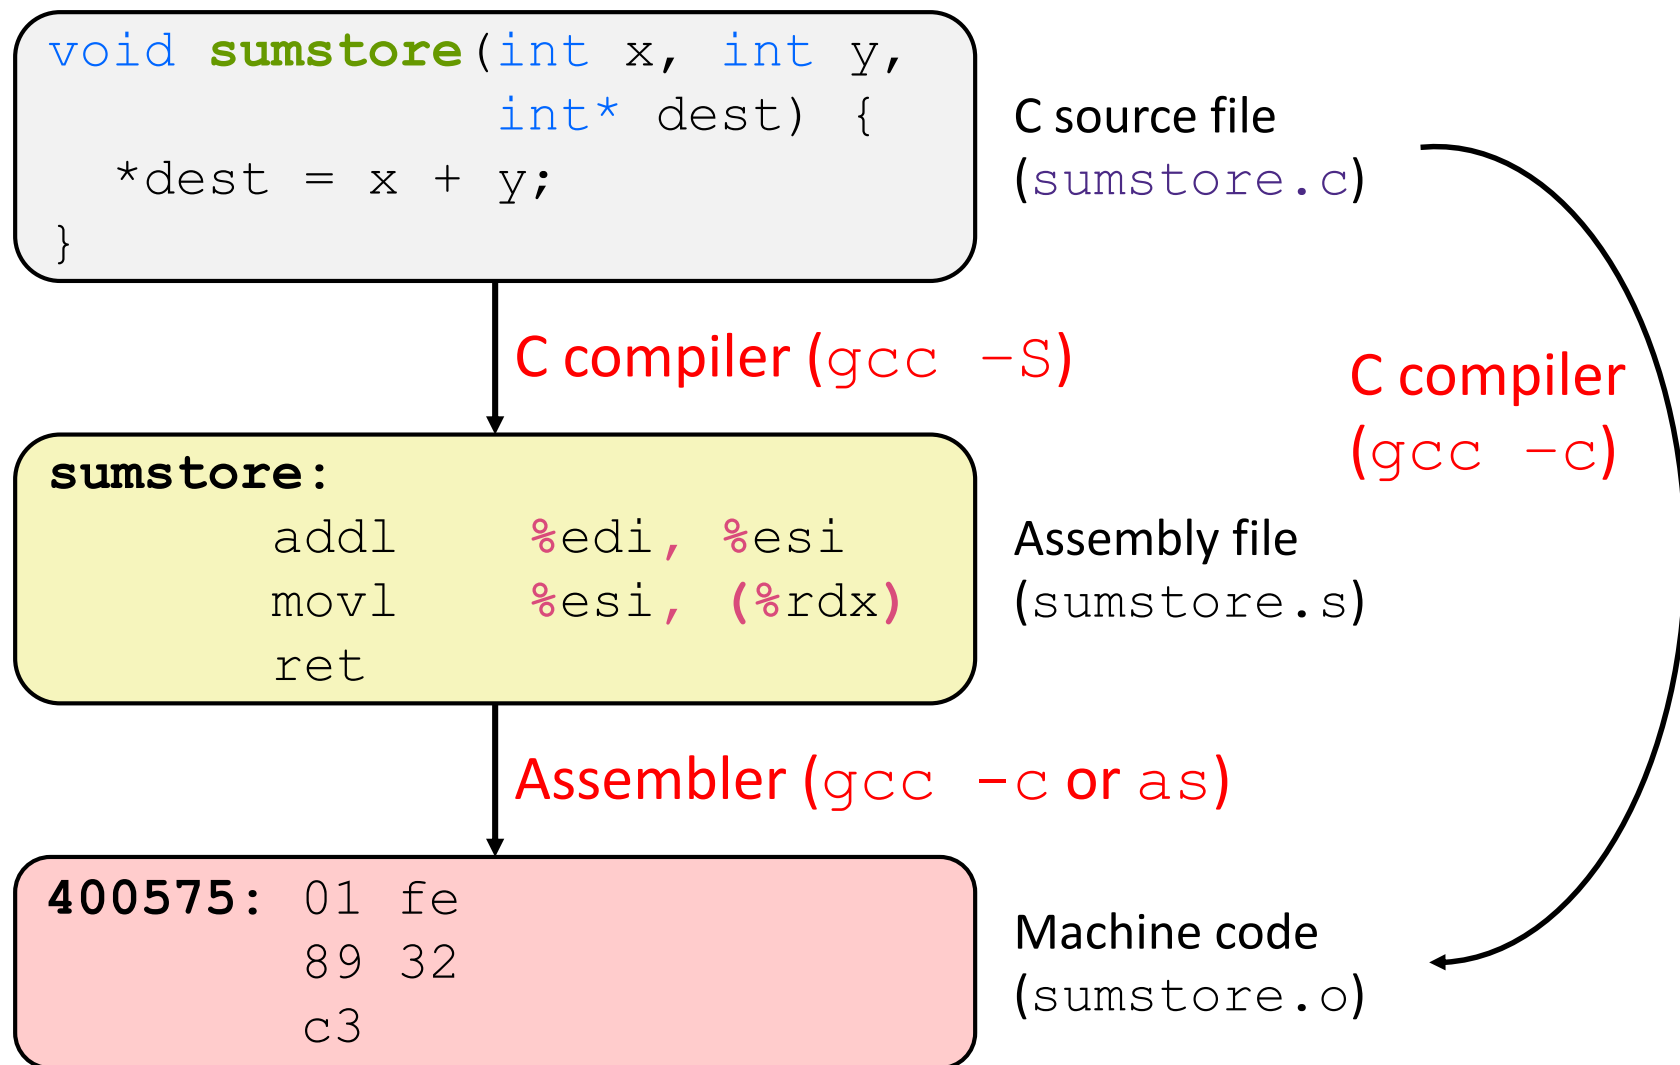 void sumstore(int x, int y,
int* dest) {
*dest = x + y;
}
C source file
(sumstore.c)
C compiler (gcc -S)
C compiler
(gcc -c)
sumstore:
addl %edi, %esi
movl %esi, (%rdx)
ret
Assembly file
(sumstore.s)
Assembler (gcc -c or as)
400575: 01 fe
89 32
c3
Machine code
(sumstore.o)